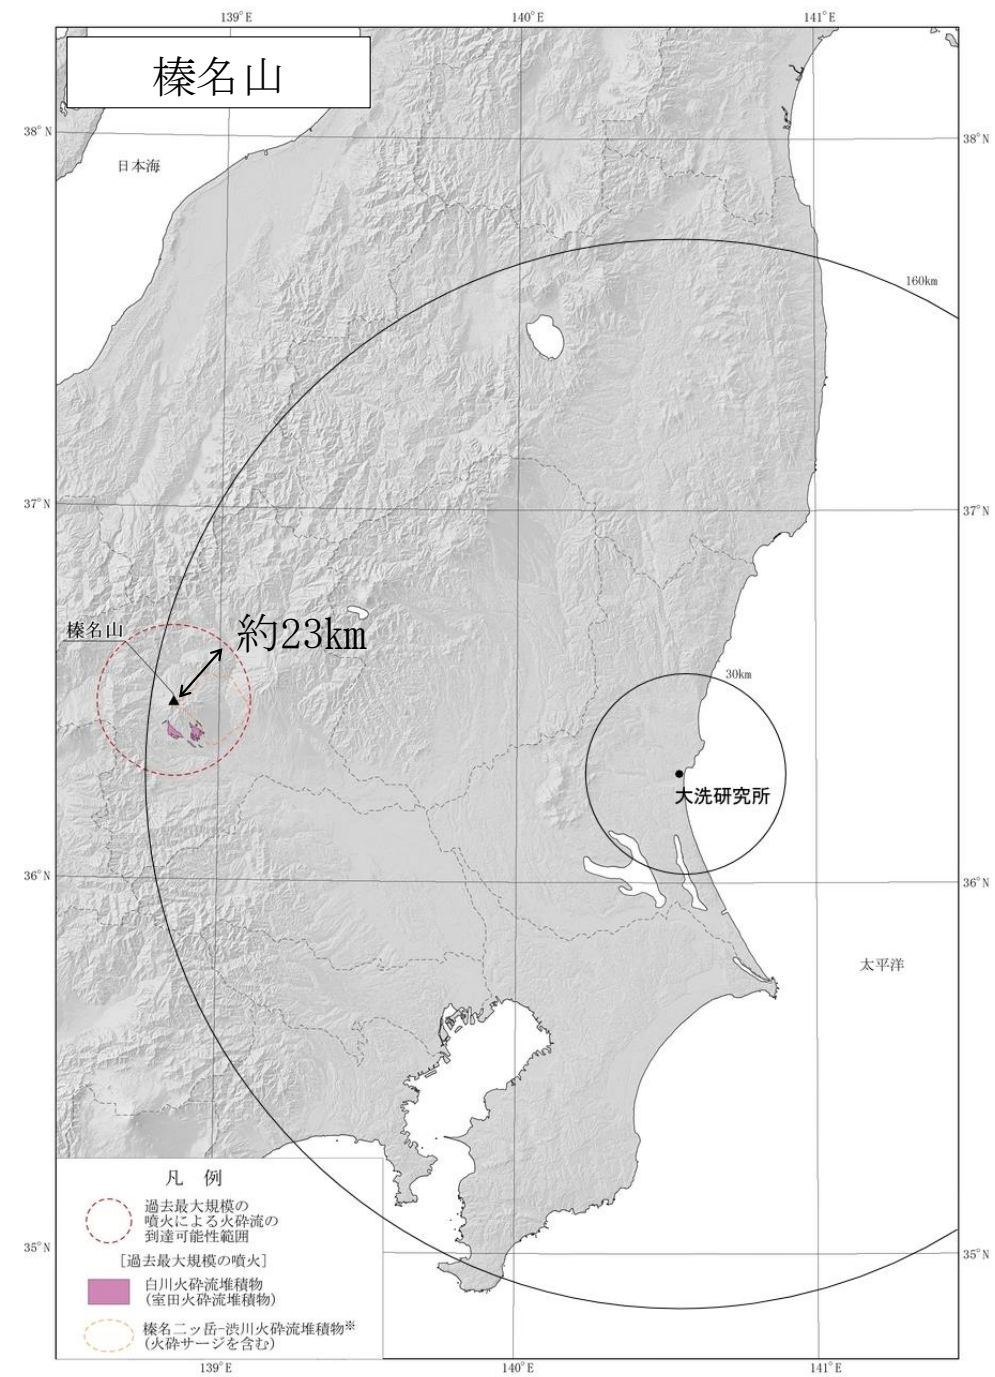 139°E
140°E
141°E
榛名山
38°N
38°N
日本海
160km
37°N
37°N
榛名山
約23km
30km
大洗研究所
36°N
36°N
太平洋
凡 例
過去最大規模の
噴火による火砕流の
到達可能性範囲
[過去最大規模の噴火]
白川火砕流堆積物
(室田火砕流堆積物)
榛名二ッ岳-渋川火砕流堆積物※
(火砕サージを含む)
35°N
35°N
139°E
140°E
141°E